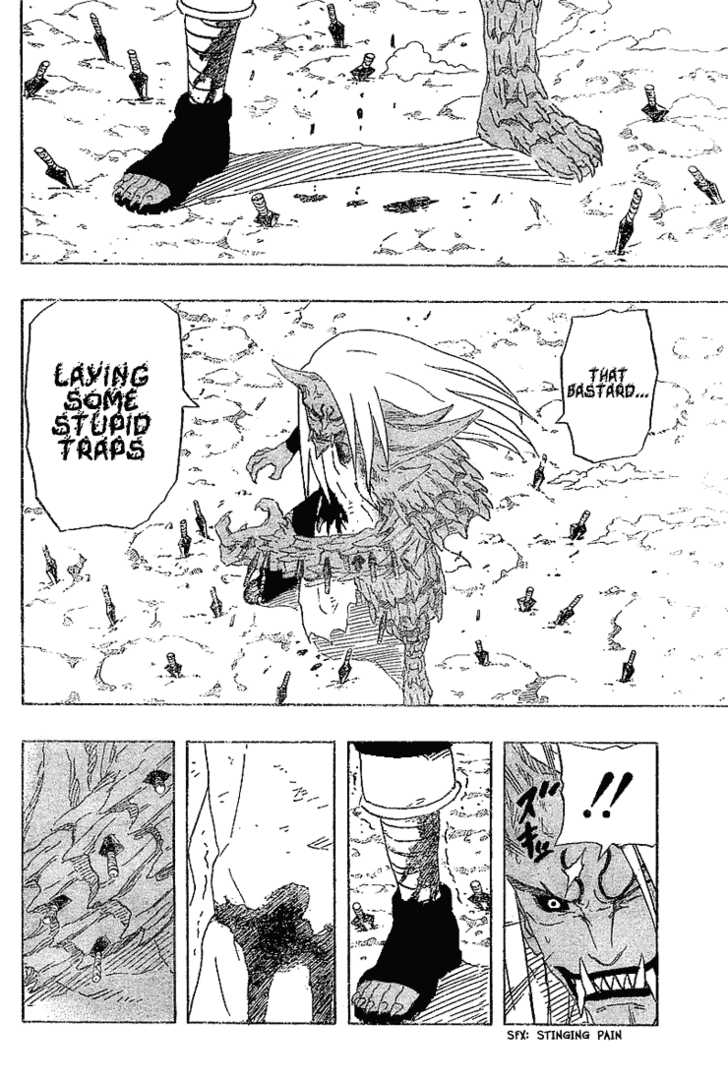 THAT
BASTARD...
LAYING
SOME
STUPID
TRAPS
!!
ズキッ
SFX: STINGING PAIN